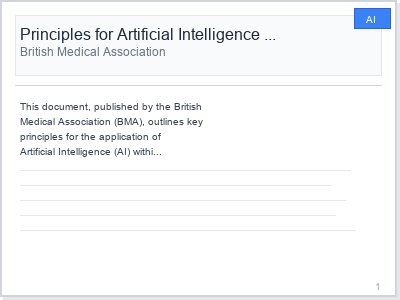 AI
Principles for Artificial Intelligence ...
British Medical Association
This document, published by the British
Medical Association (BMA), outlines key
principles for the application of
Artificial Intelligence (AI) withi...
1